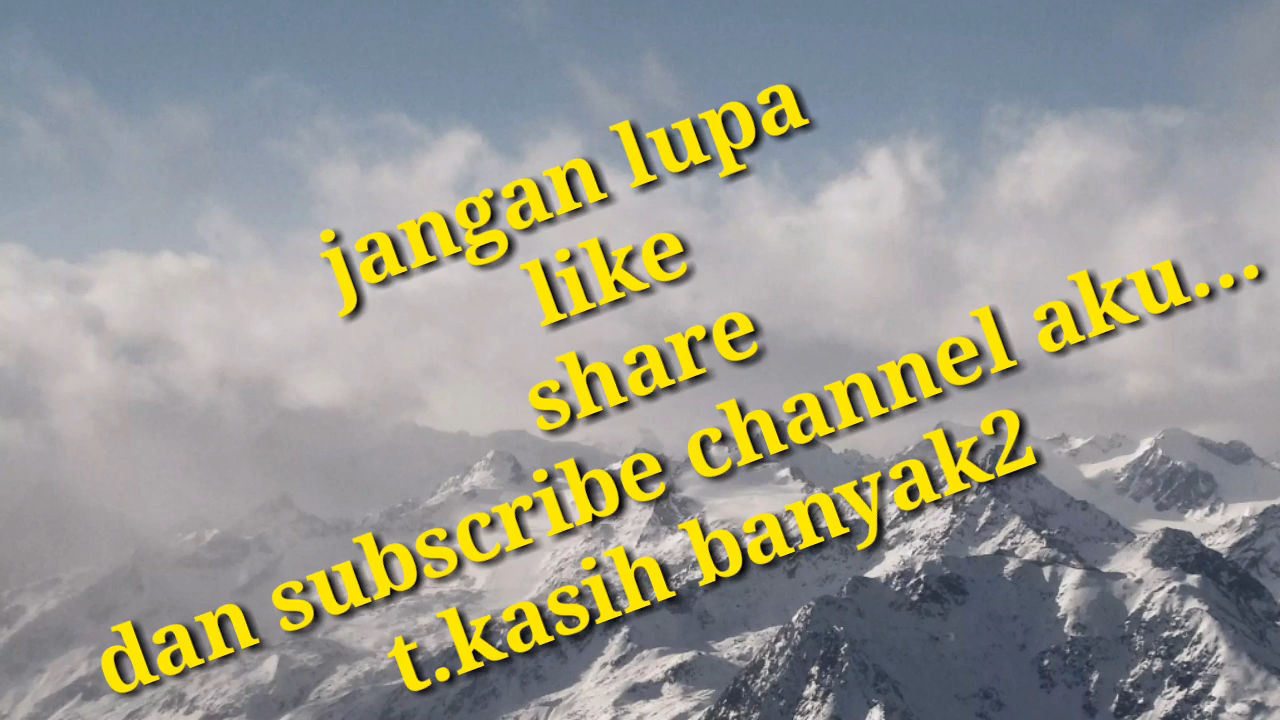 jangan lupa
like
share
dan subscribe channel aku...
t.kasih banyak2